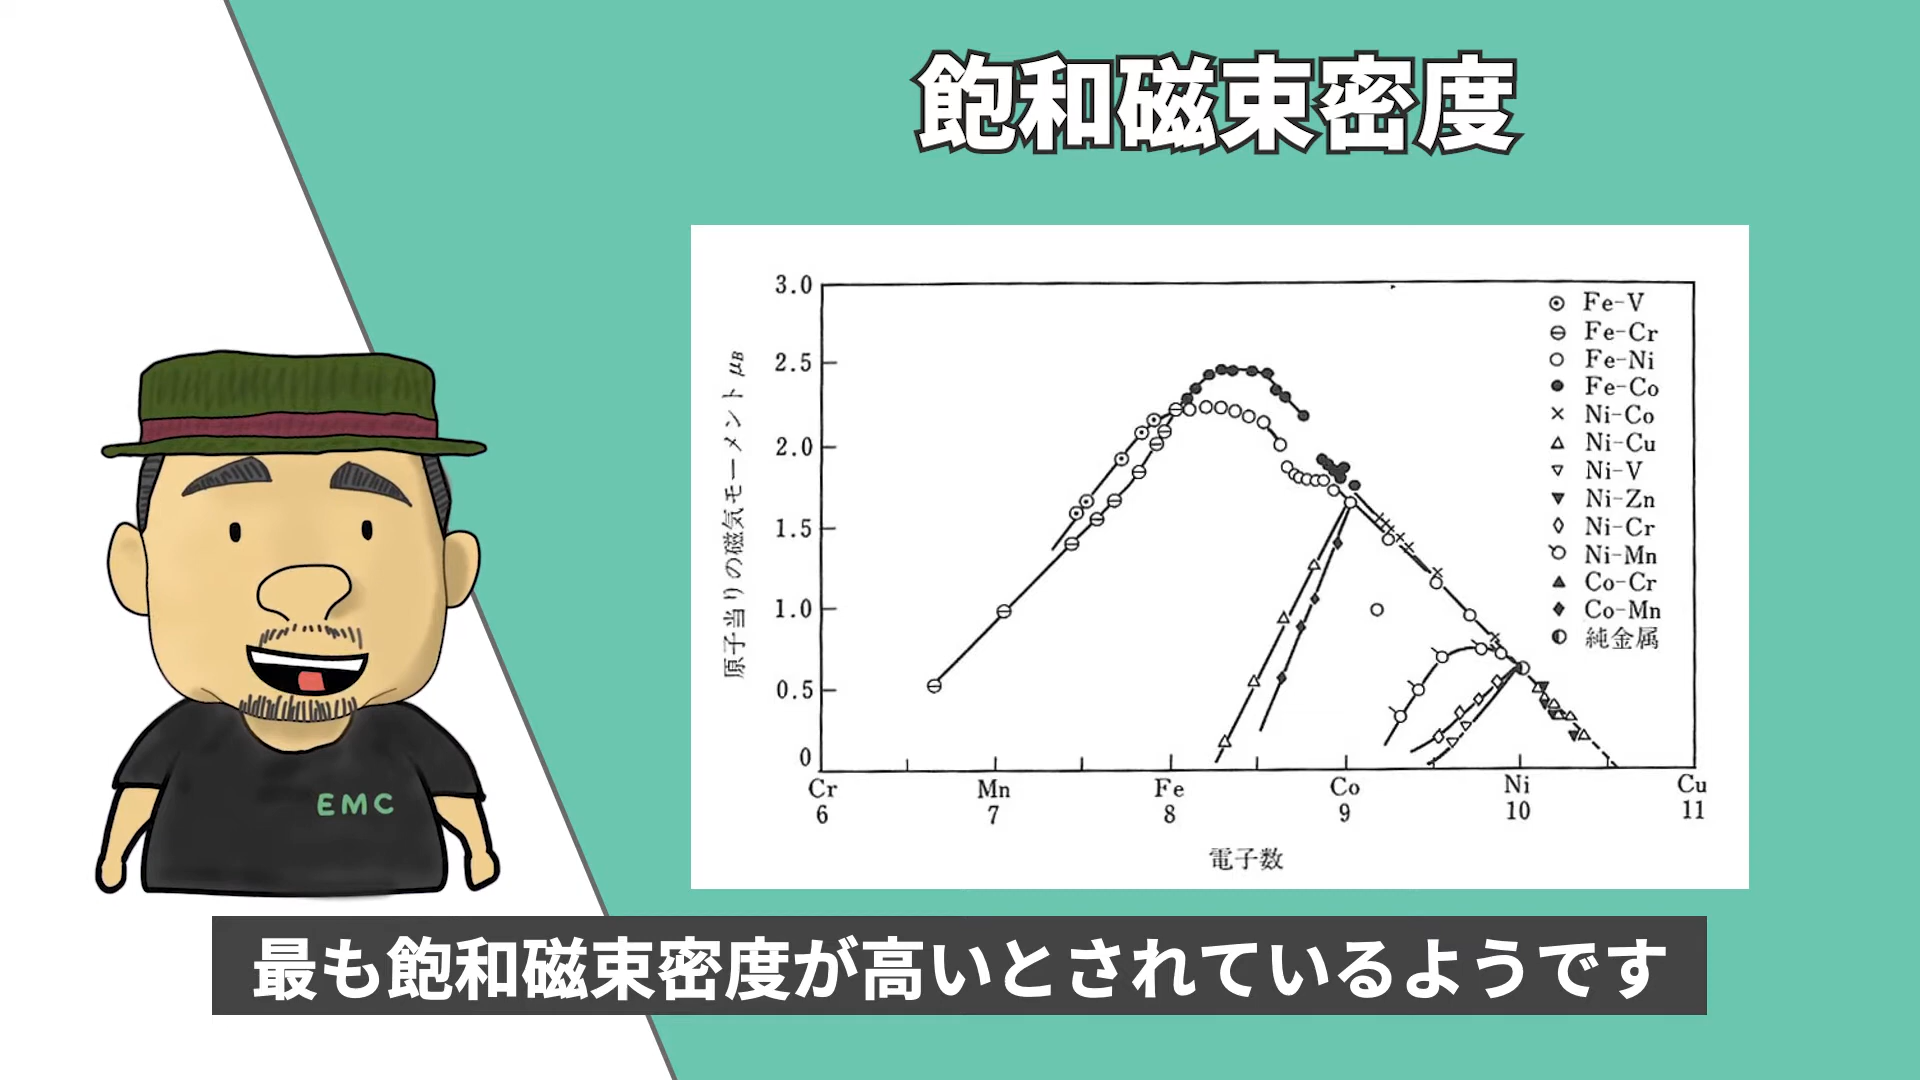 飽和磁束密度
原子当りの磁気モーメント μB
3.0
2.5
2.0
1.5
1.0
0.5
0
Fe-V
Fe-Cr
Fe-Ni
Fe-Co
Ni-Co
Ni-Cu
Ni-V
Ni-Zn
Ni-Cr
Ni-Mn
Co-Cr
Co-Mn
純金属
Cr Mn Fe Co Ni Cu
6 7 8 9 10 11
電子数
EMC
最も飽和磁束密度が高いとされているようです